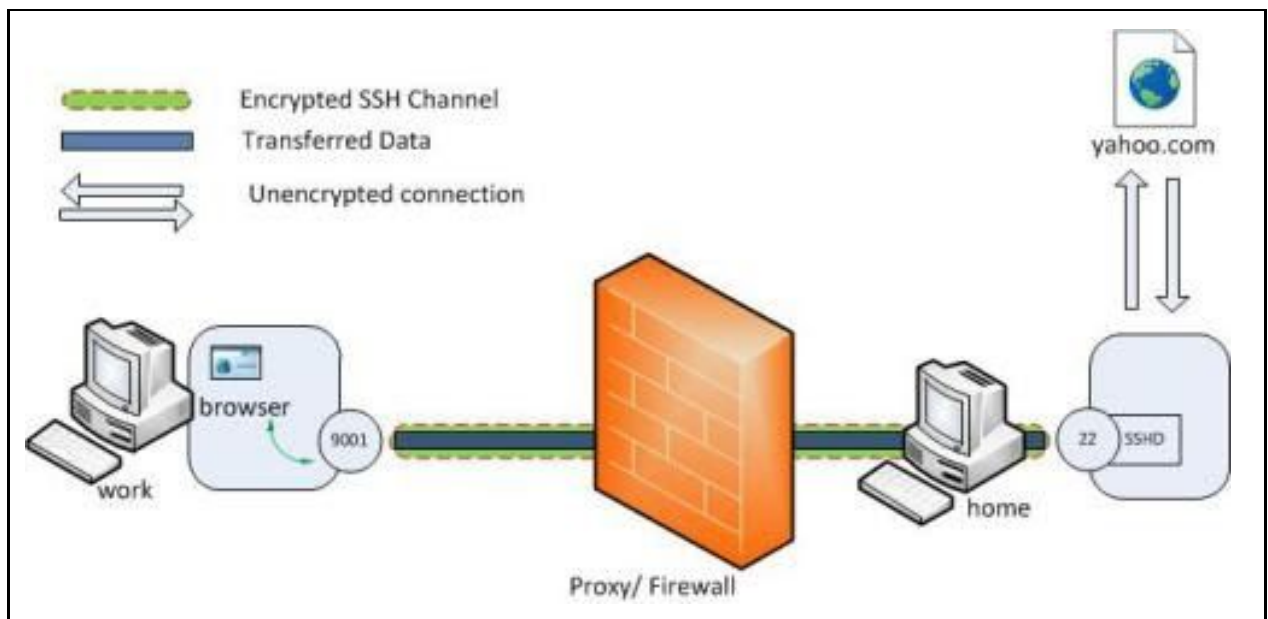 Encrypted SSH Channel
Transferred Data
Unencrypted connection
yahoo.com
browser
9001
22
SSHD
work
home
Proxy/ Firewall